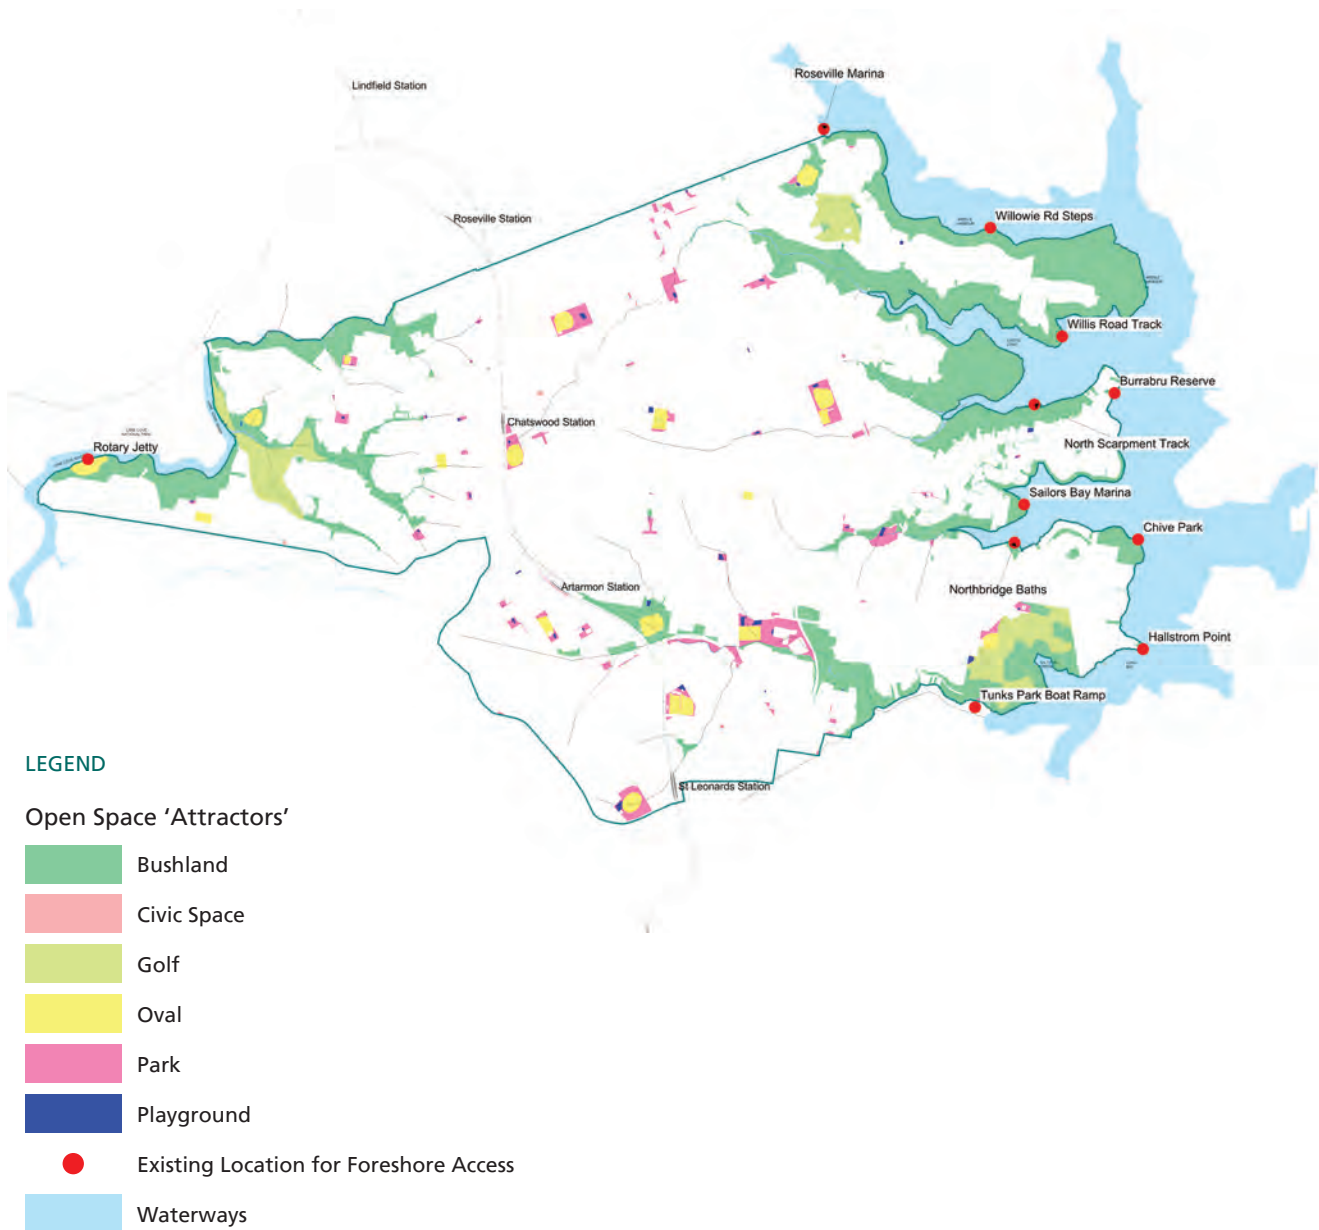 Roseville Marina
Lindfield Station
Roseville Station
Willowie Rd Steps
Willis Road Track
Burrabru Reserve
Chatswood Station
North Scarpment Track
Rotary Jetty
Sailors Bay Marina
Chive Park
Artarmon Station
Northbridge Baths
Hallstrom Point
Tunks Park Boat Ramp
St Leonards Station
LEGEND
Open Space ‘Attractors’
Bushland
Civic Space
Golf
Oval
Park
Playground
Existing Location for Foreshore Access
Waterways